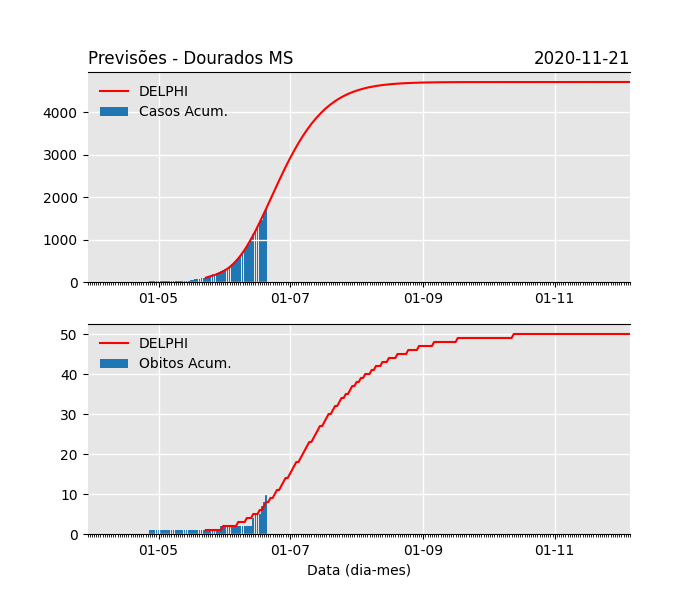 Previsões - Dourados MS 2020-11-21
DELPHI
Casos Acum.
4000
3000
2000
1000
0
01-05 01-07 01-09 01-11
DELPHI
Obitos Acum.
50
40
30
20
10
0
01-05 01-07 01-09 01-11
Data (dia-mes)